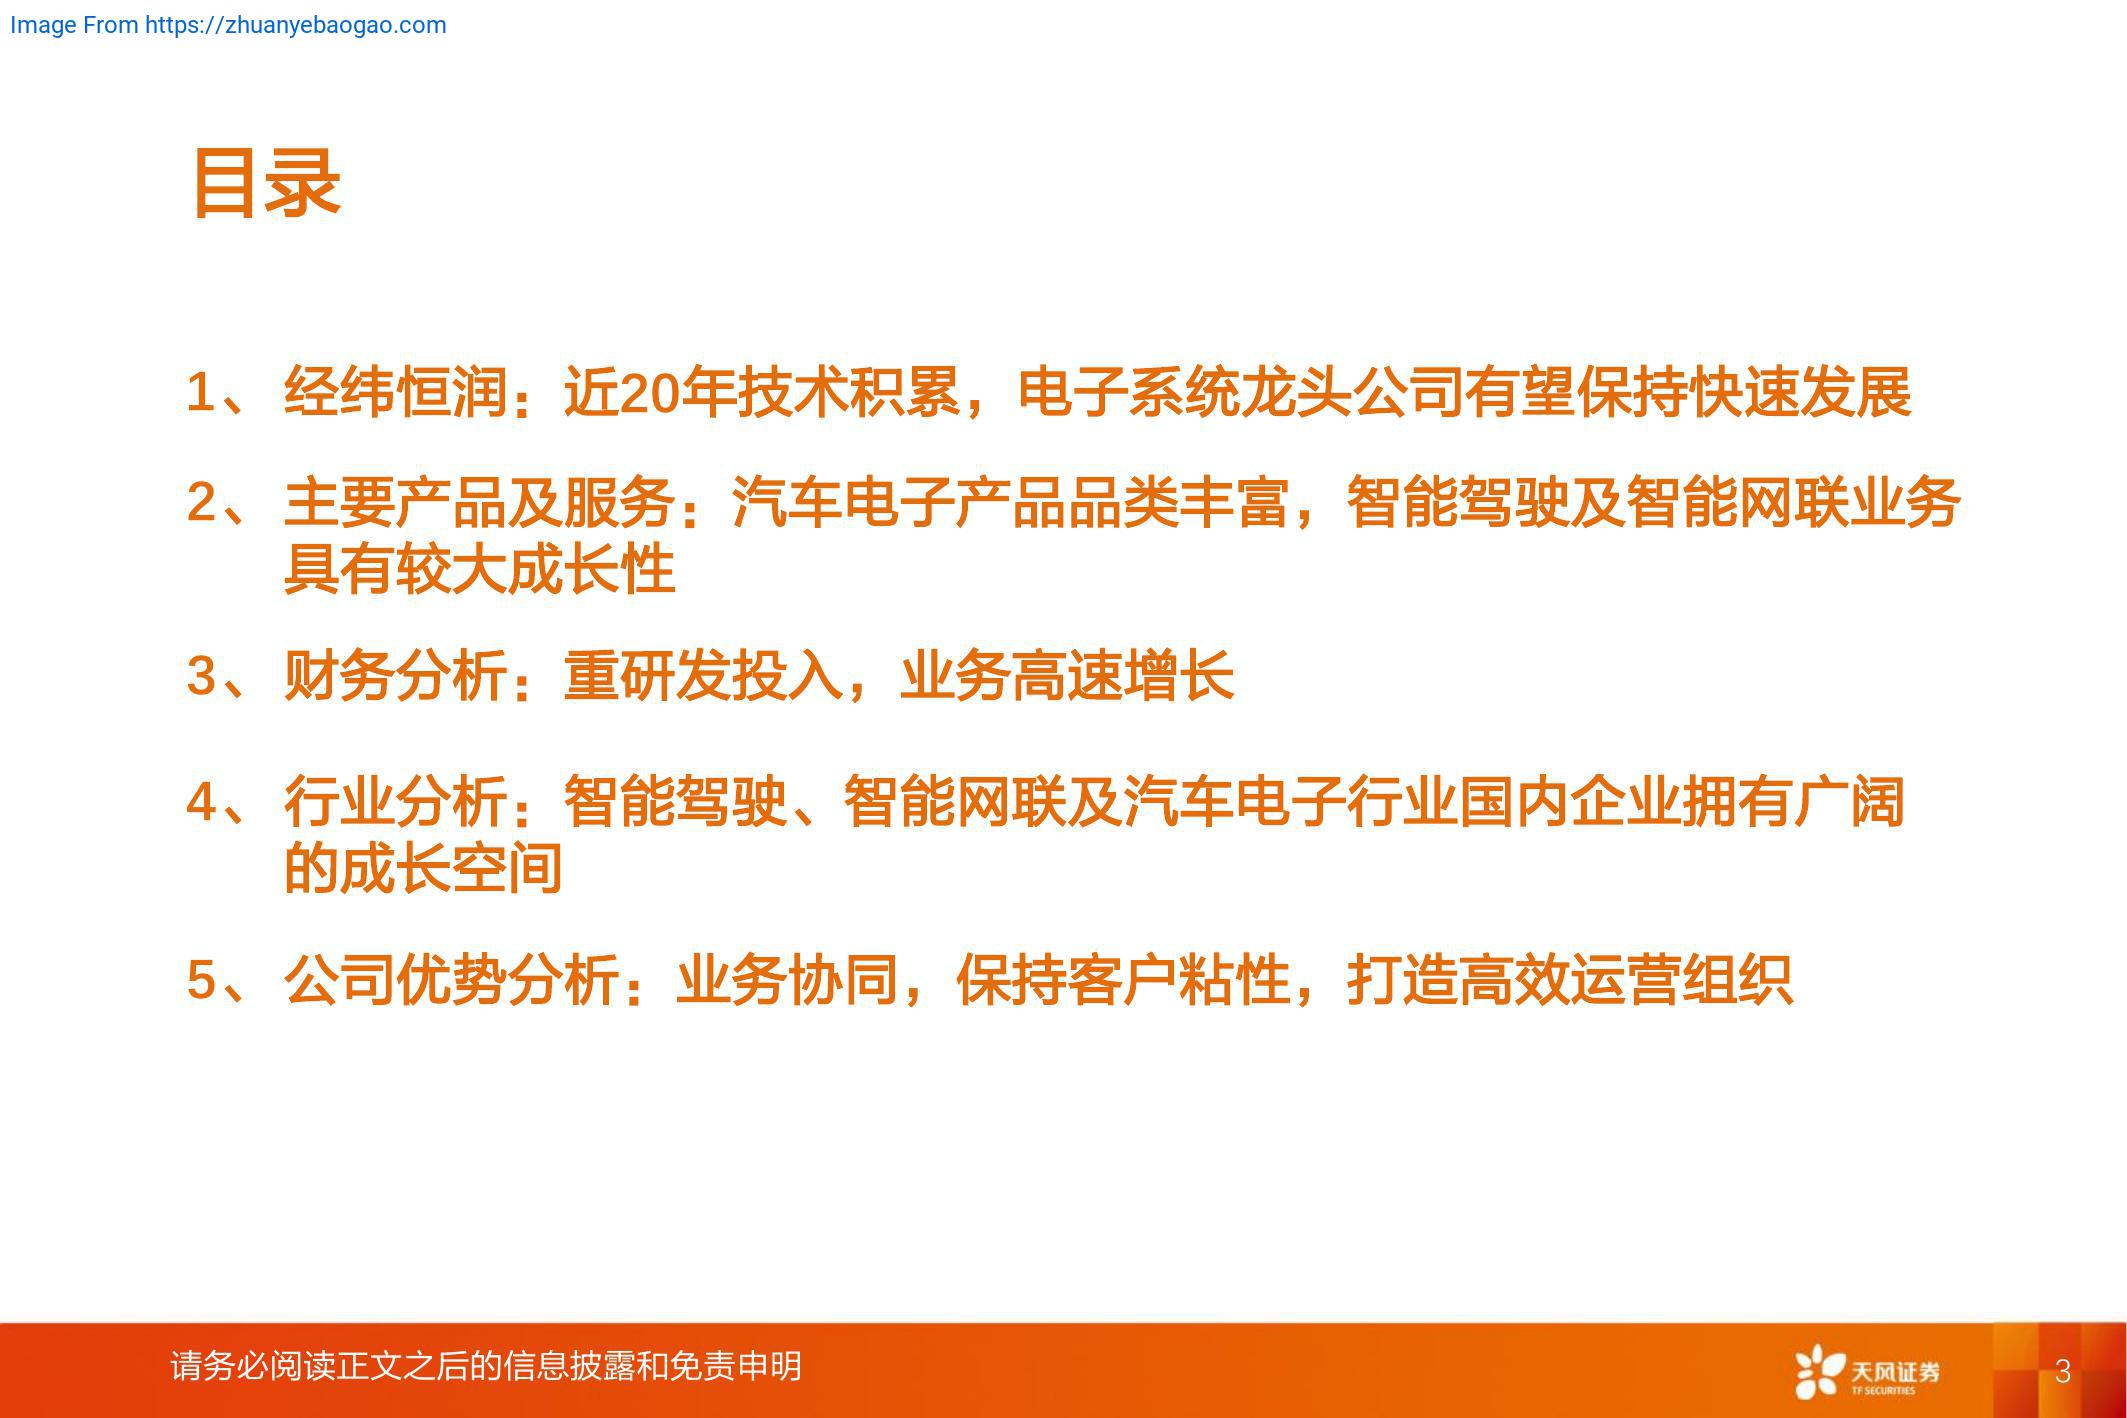 Image From https://zhuanyebaogao.com
目录
1、 经纬恒润：近20年技术积累，电子系统龙头公司有望保持快速发展
2、 主要产品及服务：汽车电子产品品类丰富，智能驾驶及智能网联业务
具有较大成长性
3、 财务分析：重研发投入，业务高速增长
4、 行业分析：智能驾驶、智能网联及汽车电子行业国内企业拥有广阔
的成长空间
5、 公司优势分析：业务协同，保持客户粘性，打造高效运营组织
请务必阅读正文之后的信息披露和免责申明
天风证券
TF SECURITIES
3